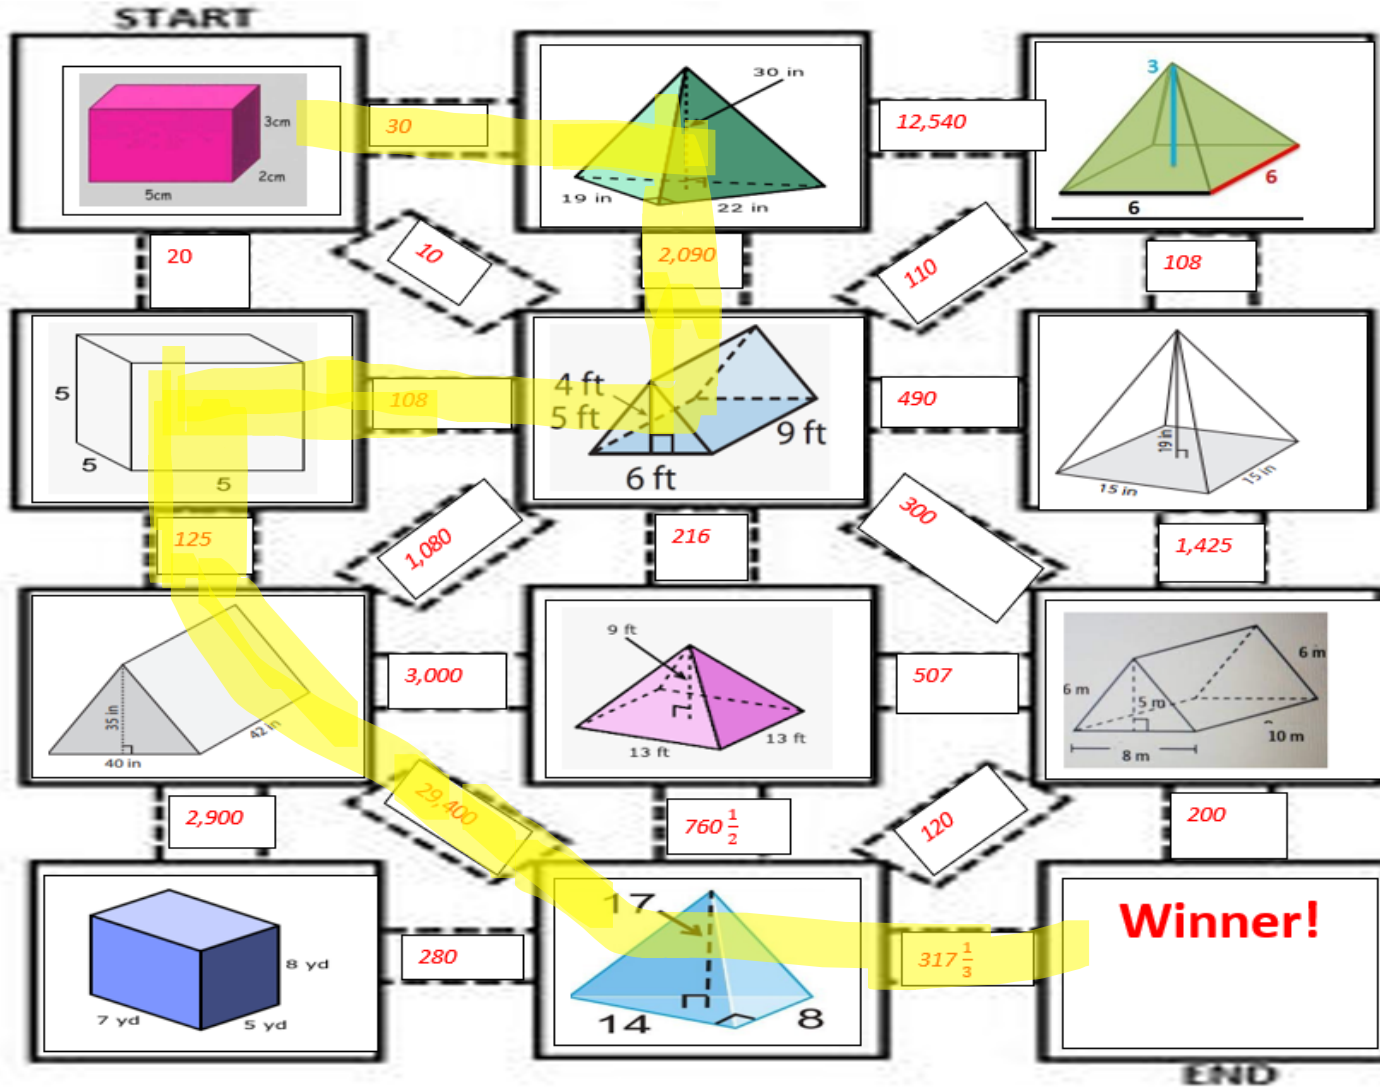 START
3cm
2cm
5cm
30
30 in
19 in
22 in
12,540
3
6
6
20
10
2,090
110
108
5
5
5
108
4 ft
5 ft
9 ft
6 ft
490
19 in
15 in
15 in
125
1,080
216
300
1,425
35 in
42 in
40 in
3,000
9 ft
13 ft
13 ft
507
6 m
6 m
5 m
10 m
8 m
2,900
29,400
760 1/2
120
200
8 yd
7 yd
5 yd
280
17
14
8
317 1/3
Winner!
END